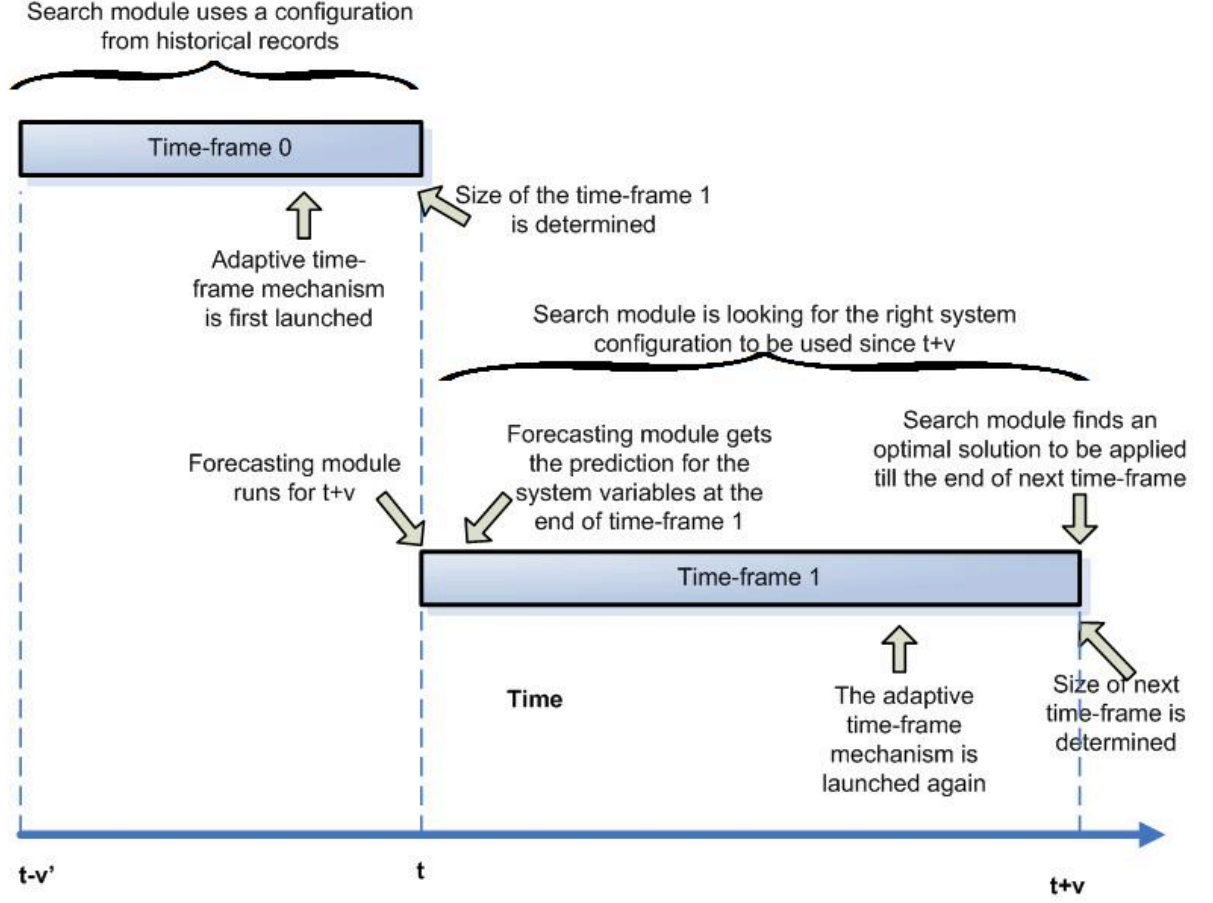 Search module uses a configuration
from historical records
Time-frame 0
Size of the time-frame 1
is determined
Adaptive time-
frame mechanism
is first launched
Search module is looking for the right system
configuration to be used since t+v
Forecasting module
runs for t+v
Forecasting module gets
the prediction for the
system variables at the
end of time-frame 1
Search module finds an
optimal solution to be applied
till the end of next time-frame
Time-frame 1
Time
The adaptive
time-frame
mechanism is
launched again
Size of next
time-frame is
determined
t-v’
t
t+v